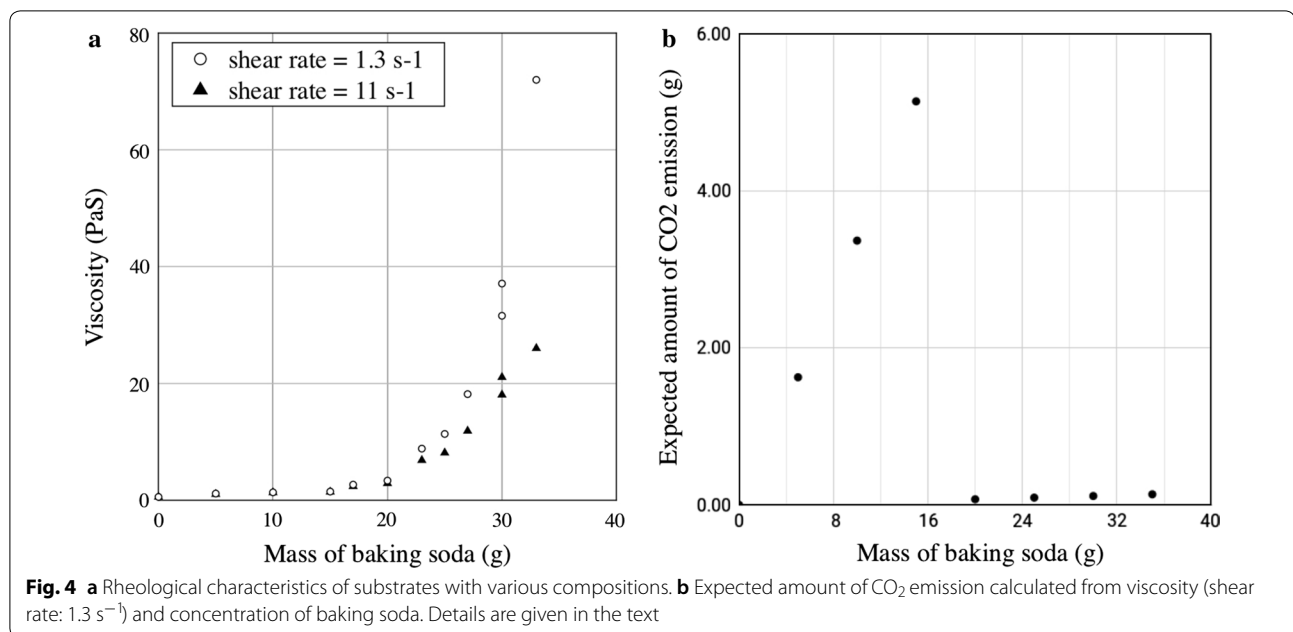 a
80
60
40
20
0
0 10 20 30 40
Viscosity (PaS)
Mass of baking soda (g)
shear rate = 1.3 s-1
shear rate = 11 s-1
b
6.00
4.00
2.00
0.00
0 8 16 24 32 40
Expected amount of CO2 emission (g)
Mass of baking soda (g)
Fig. 4 a Rheological characteristics of substrates with various compositions. b Expected amount of CO₂ emission calculated from viscosity (shear
rate: 1.3 s⁻¹) and concentration of baking soda. Details are given in the text